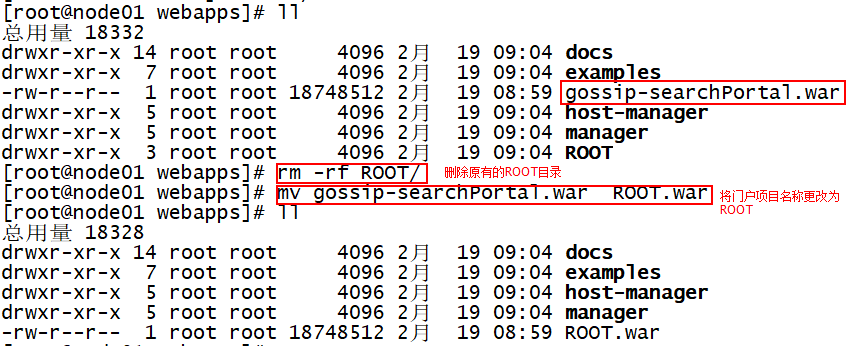 [root@node01 webapps]# ll
总用量 18332
drwxr-xr-x 14 root root     4096 2月  19 09:04 docs
drwxr-xr-x  7 root root     4096 2月  19 09:04 examples
-rw-r--r--  1 root root 18748512 2月  19 08:59 gossip-searchPortal.war
drwxr-xr-x  5 root root     4096 2月  19 09:04 host-manager
drwxr-xr-x  5 root root     4096 2月  19 09:04 manager
drwxr-xr-x  3 root root     4096 2月  19 09:04 ROOT
[root@node01 webapps]# rm -rf ROOT/ 删除原有的ROOT目录
[root@node01 webapps]# mv gossip-searchPortal.war  ROOT.war 将门户项目名称更改为
ROOT
[root@node01 webapps]# ll
总用量 18328
drwxr-xr-x 14 root root     4096 2月  19 09:04 docs
drwxr-xr-x  7 root root     4096 2月  19 09:04 examples
drwxr-xr-x  5 root root     4096 2月  19 09:04 host-manager
drwxr-xr-x  5 root root     4096 2月  19 09:04 manager
-rw-r--r--  1 root root 18748512 2月  19 08:59 ROOT.war